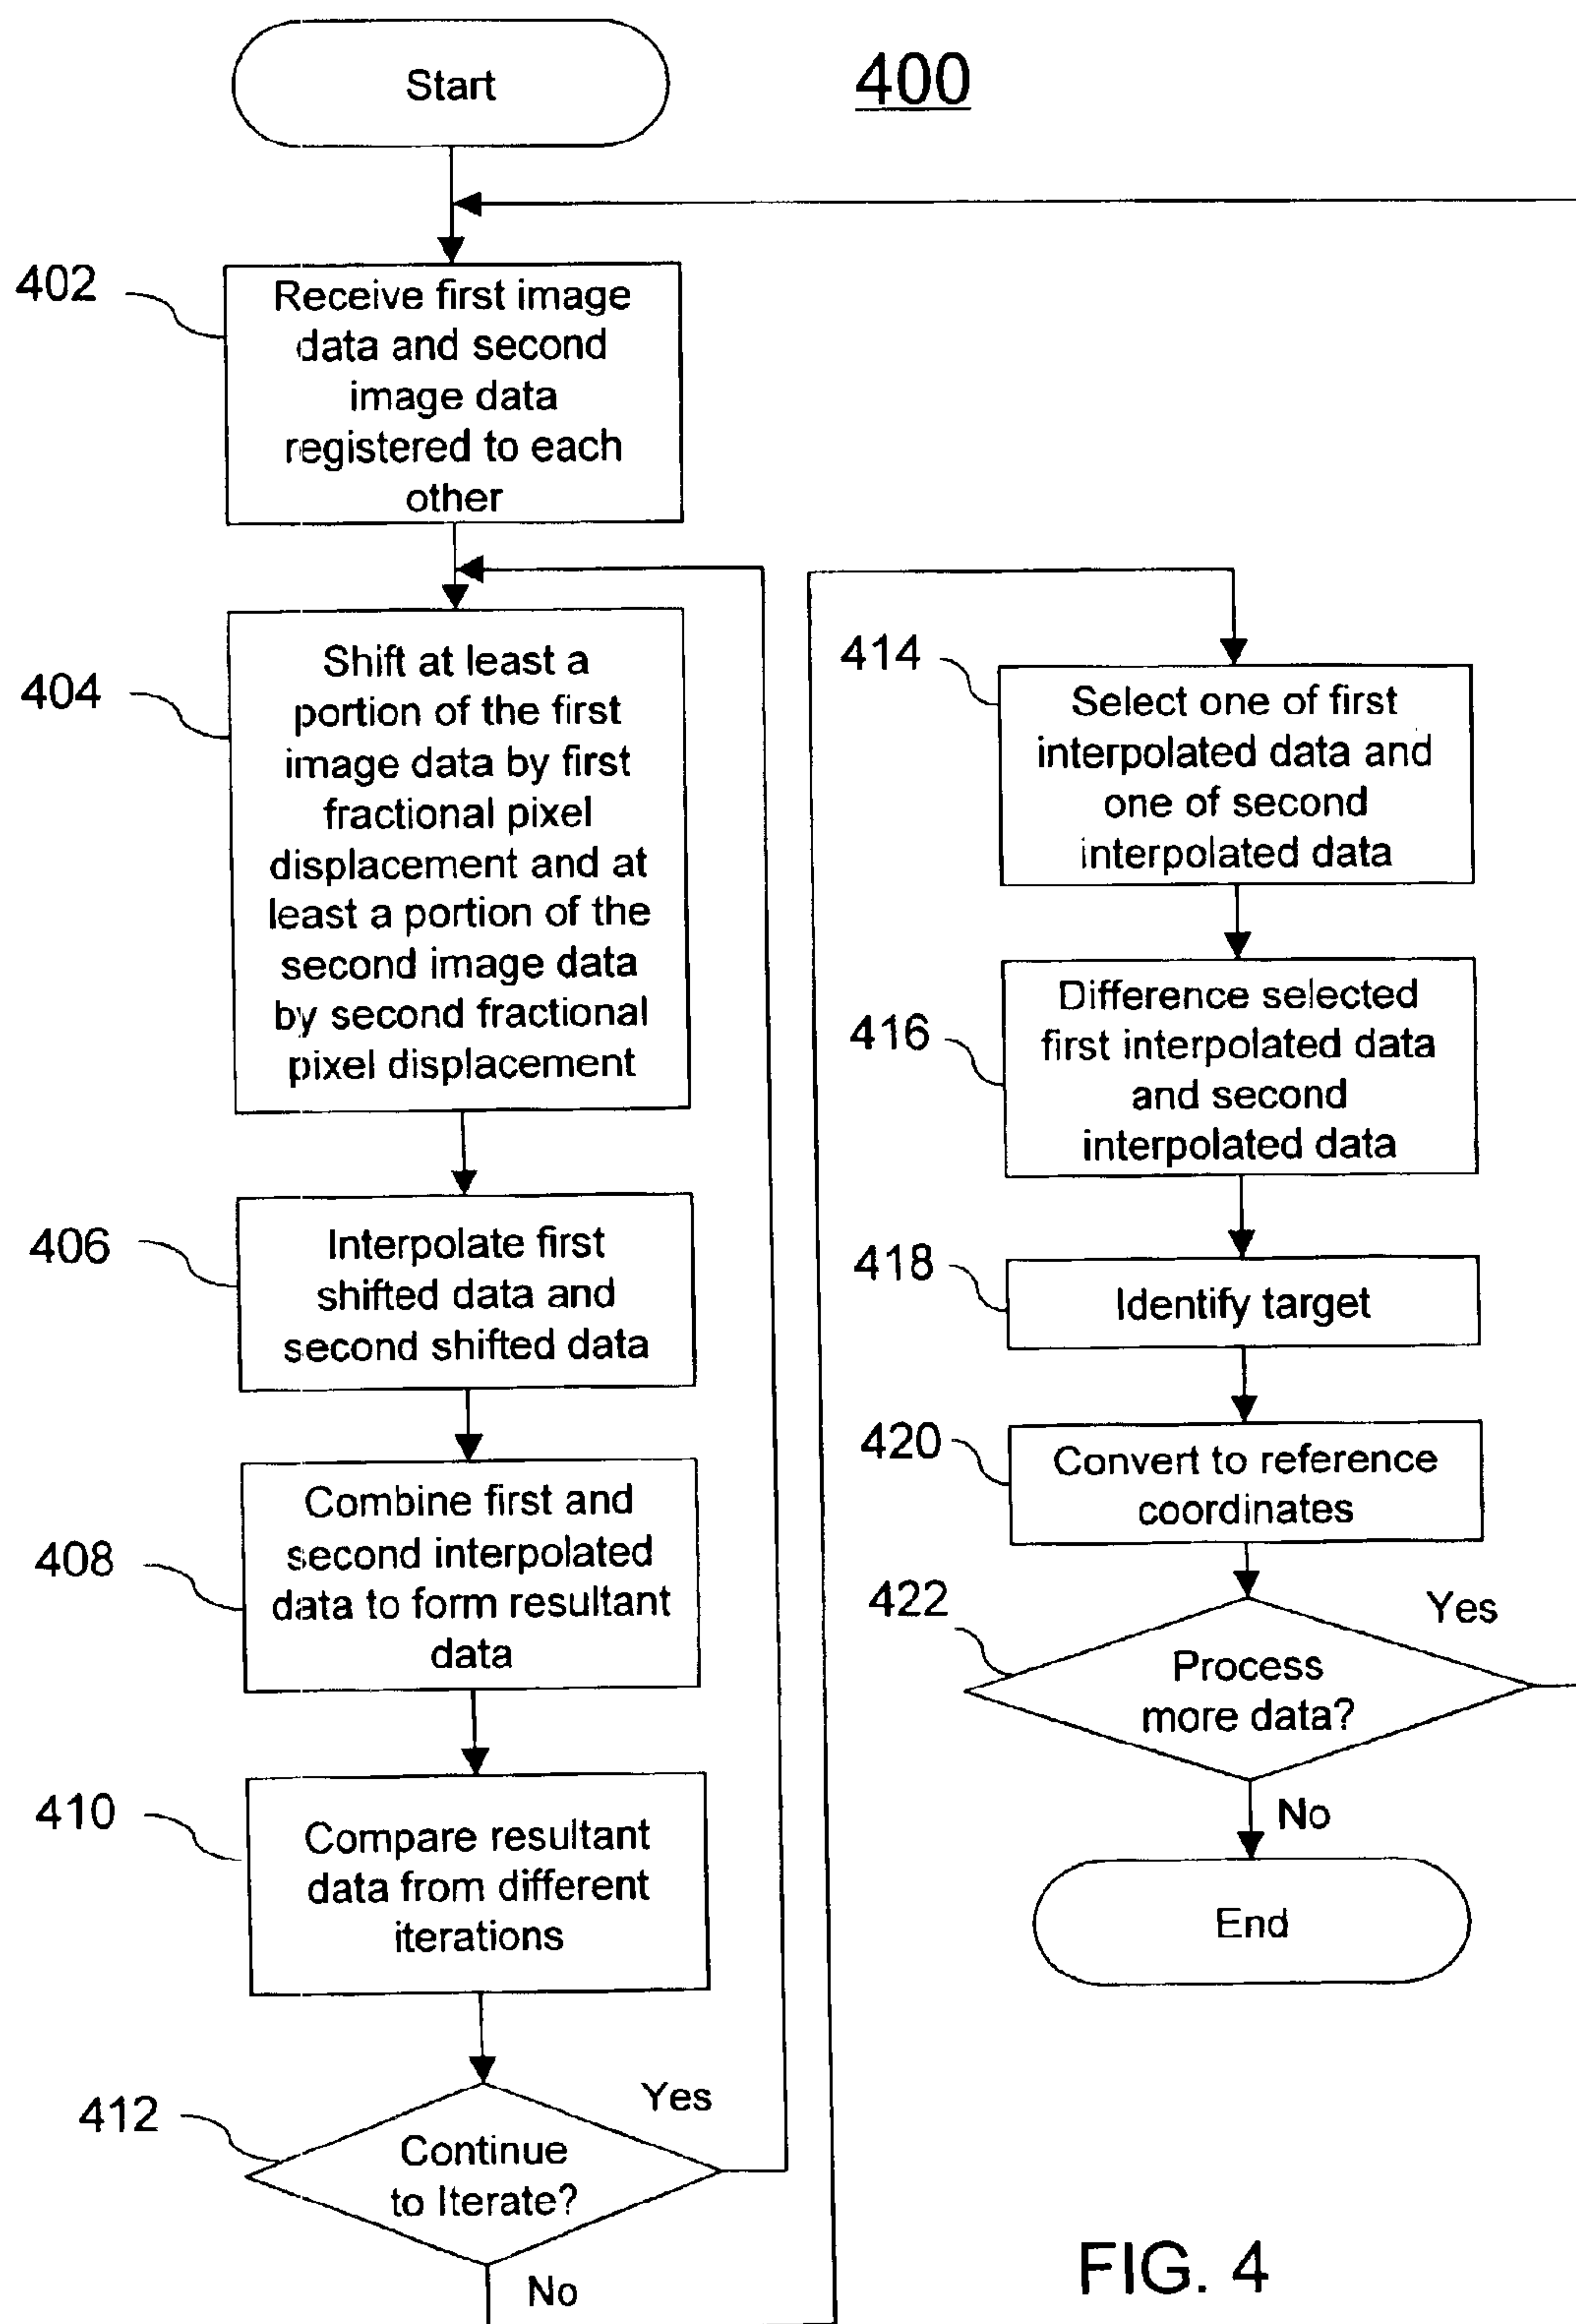 Start
400
402
Receive first image
data and second
image data
registered to each
other
404
Shift at least a
portion of the first
image data by first
fractional pixel
displacement and at
least a portion of the
second image data
by second fractional
pixel displacement
406
Interpolate first
shifted data and
second shifted data
408
Combine first and
second interpolated
data to form resultant
data
410
Compare resultant
data from different
iterations
412
Continue
to Iterate?
Yes
No
414
Select one of first
interpolated data and
one of second
interpolated data
416
Difference selected
first interpolated data
and second
interpolated data
418
Identify target
420
Convert to reference
coordinates
422
Process
more data?
Yes
No
End
FIG. 4